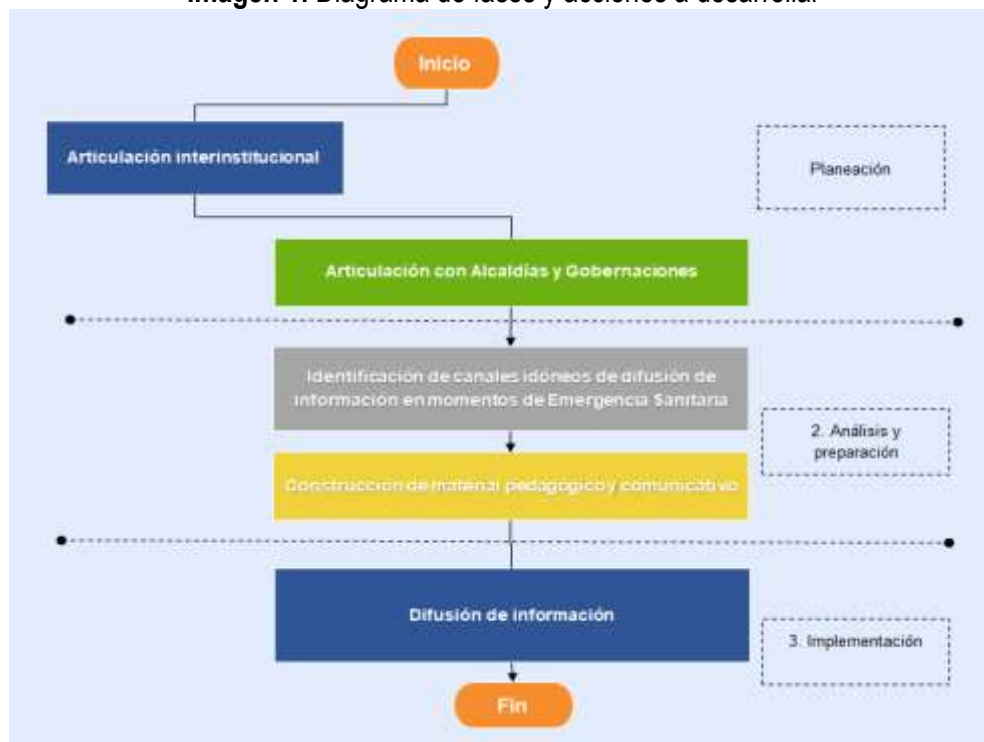 Imagen 1. Diagrama de fases y acciones a desarrollar
Inicio
Articulación interinstitucional
Planeación
Articulación con Alcaldías y Gobernaciones
Identificación de canales idóneos de difusión de
información en momentos de Emergencia Sanitaria
2. Análisis y
preparación
Construcción de material pedagógico y comunicativo
Difusión de información
3. Implementación
Fin